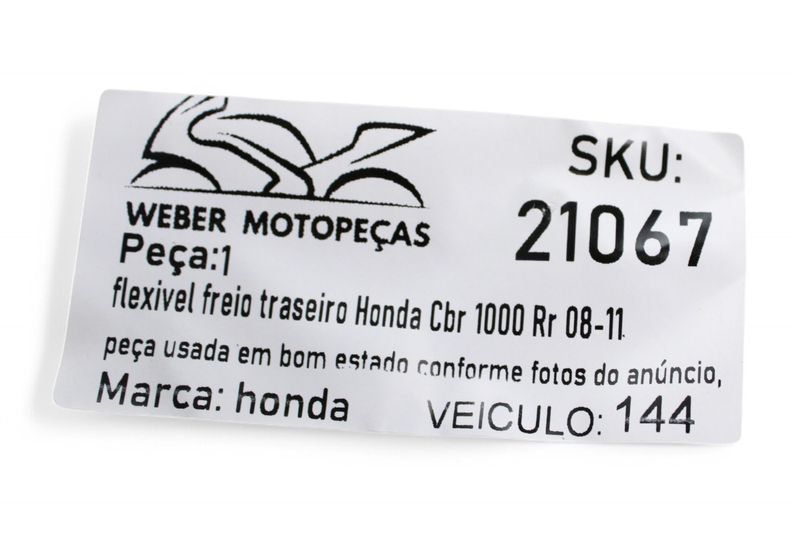 WEBER MOTOPEÇAS
SKU:
21067
Peça:1
flexivel freio traseiro Honda Cbr 1000 Rr 08-11
peça usada em bom estado conforme fotos do anúncio,
Marca: honda
VEICULO: 144